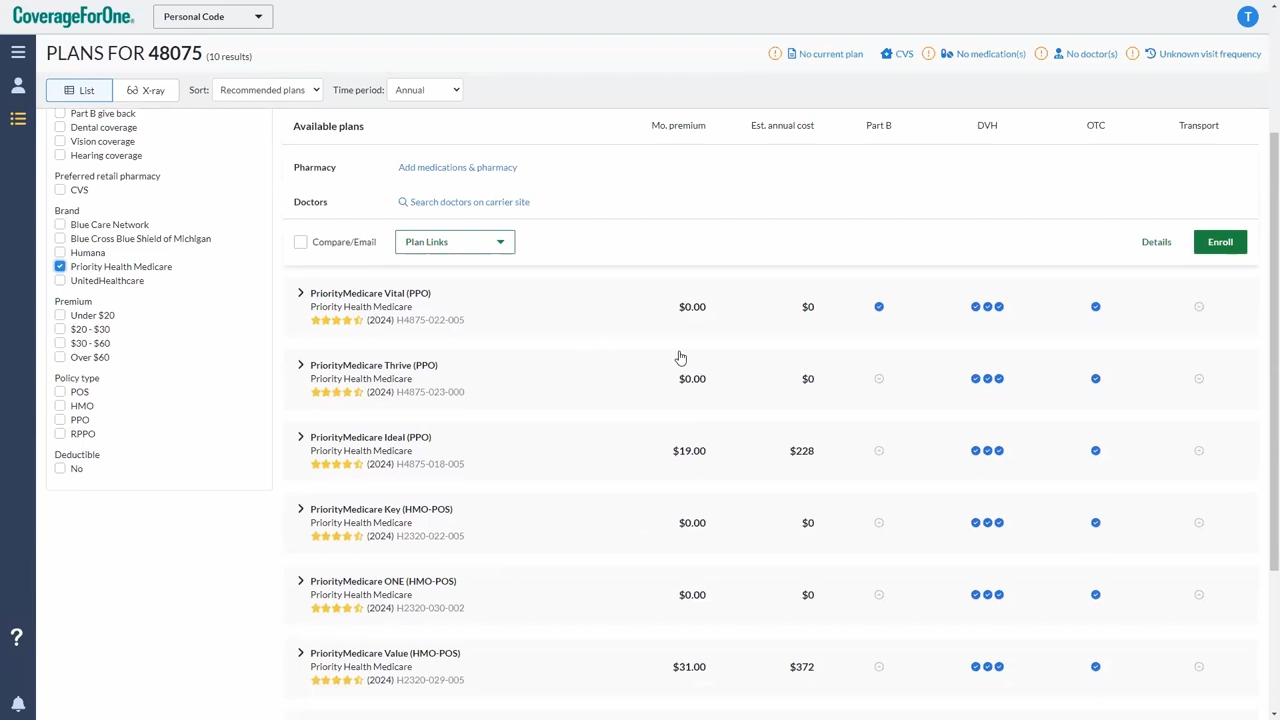 CoverageForOne®
Personal Code
T
PLANS FOR 48075 (10 results)
No current plan
CVS
No medication(s)
No doctor(s)
Unknown visit frequency
List
X-ray
Sort:
Recommended plans
Time period:
Annual
Part B give back
Dental coverage
Vision coverage
Hearing coverage
Preferred retail pharmacy
CVS
Brand
Blue Care Network
Blue Cross Blue Shield of Michigan
Humana
Priority Health Medicare
UnitedHealthcare
Premium
Under $20
$20 - $30
$30 - $60
Over $60
Policy type
POS
HMO
PPO
RPPO
Deductible
No
Available plans
Mo. premium
Est. annual cost
Part B
DVH
OTC
Transport
Pharmacy
Add medications & pharmacy
Doctors
Search doctors on carrier site
Compare/Email
Plan Links
Details
Enroll
PriorityMedicare Vital (PPO)
Priority Health Medicare
$0.00
$0
(2024) H4875-022-005
PriorityMedicare Thrive (PPO)
Priority Health Medicare
$0.00
$0
(2024) H4875-023-000
PriorityMedicare Ideal (PPO)
Priority Health Medicare
$19.00
$228
(2024) H4875-018-005
PriorityMedicare Key (HMO-POS)
Priority Health Medicare
$0.00
$0
(2024) H2320-022-005
PriorityMedicare ONE (HMO-POS)
Priority Health Medicare
$0.00
$0
(2024) H2320-030-002
PriorityMedicare Value (HMO-POS)
Priority Health Medicare
$31.00
$372
(2024) H2320-029-005
?